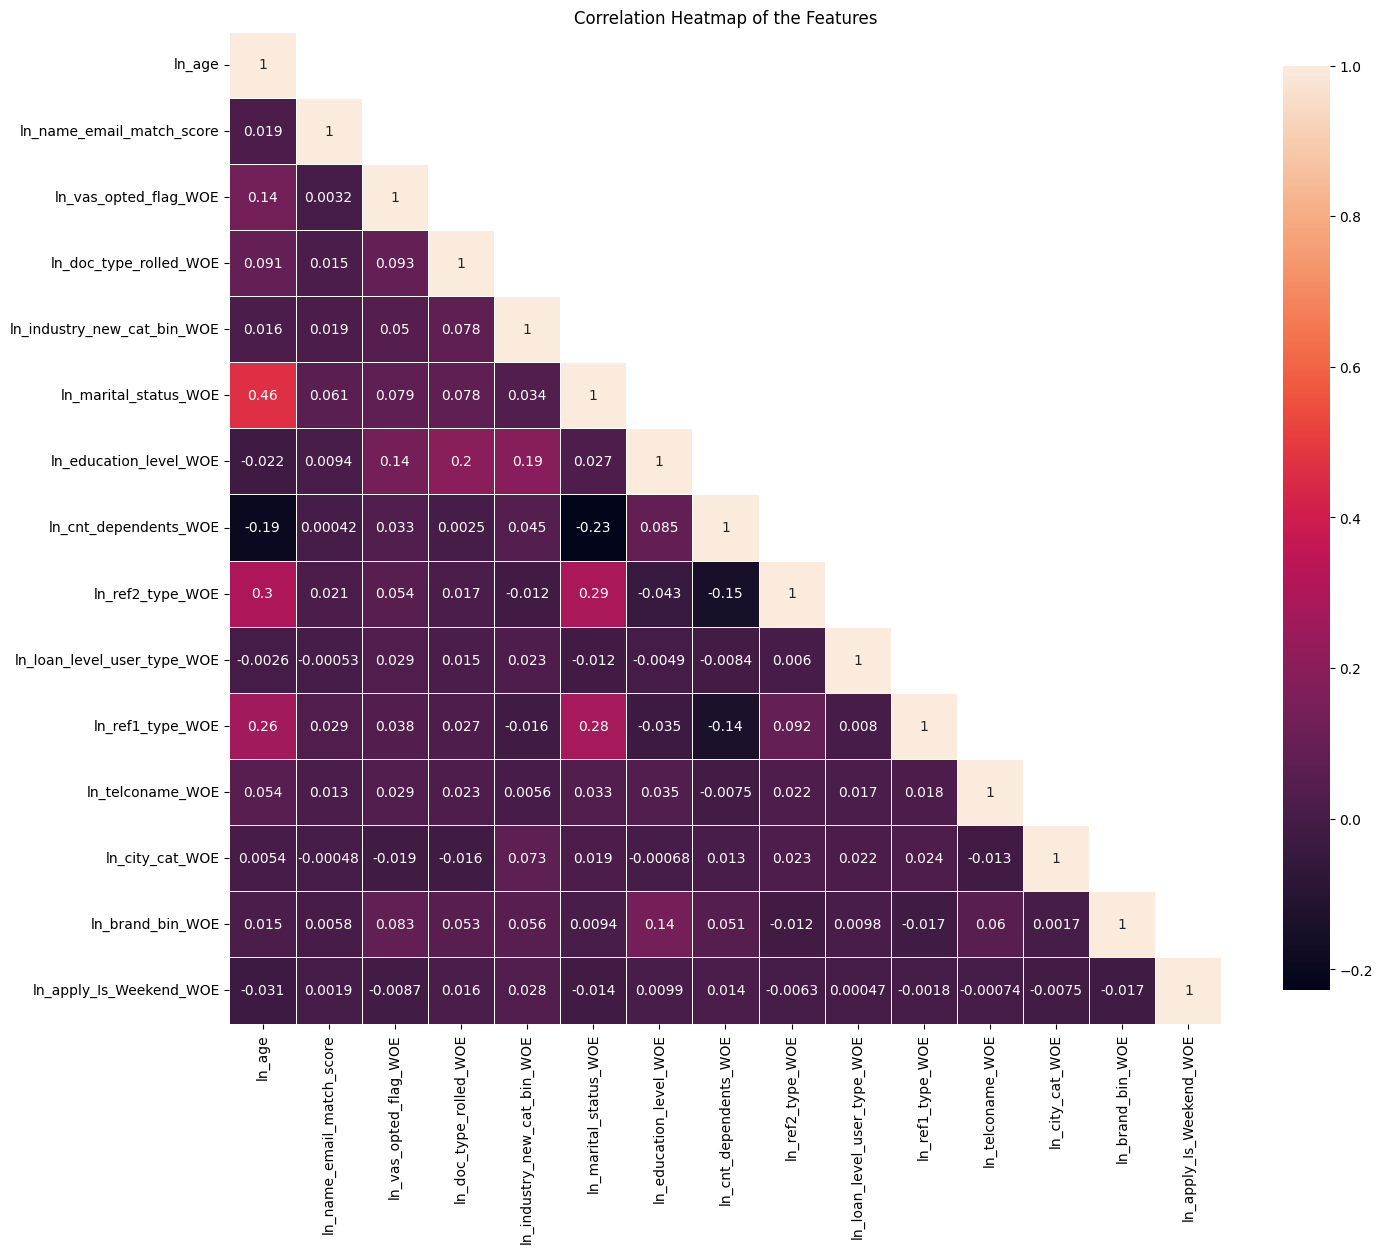 Correlation Heatmap of the Features
ln_age 1
ln_name_email_match_score 0.019 1
ln_vas_opted_flag_WOE 0.14 0.0032 1
ln_doc_type_rolled_WOE 0.091 0.015 0.093 1
ln_industry_new_cat_bin_WOE 0.016 0.019 0.05 0.078 1
ln_marital_status_WOE 0.46 0.061 0.079 0.078 0.034 1
ln_education_level_WOE -0.022 0.0094 0.14 0.2 0.19 0.027 1
ln_cnt_dependents_WOE -0.19 0.00042 0.033 0.0025 0.045 -0.23 0.085 1
ln_ref2_type_WOE 0.3 0.021 0.054 0.017 -0.012 0.29 -0.043 -0.15 1
ln_loan_level_user_type_WOE -0.0026 -0.00053 0.029 0.015 0.023 -0.012 -0.0049 -0.0084 0.006 1
ln_ref1_type_WOE 0.26 0.029 0.038 0.027 -0.016 0.28 -0.035 -0.14 0.092 0.008 1
ln_telconame_WOE 0.054 0.013 0.029 0.023 0.0056 0.033 0.035 -0.0075 0.022 0.017 0.018 1
ln_city_cat_WOE 0.0054 -0.00048 -0.019 -0.016 0.073 0.019 -0.00068 0.013 0.023 0.022 0.024 -0.013 1
ln_brand_bin_WOE 0.015 0.0058 0.083 0.053 0.056 0.0094 0.14 0.051 -0.012 0.0098 -0.017 0.06 0.0017 1
ln_apply_Is_Weekend_WOE -0.031 0.0019 -0.0087 0.016 0.028 -0.014 0.0099 0.014 -0.0063 0.00047 -0.0018 -0.00074 -0.0075 -0.017 1
ln_age
ln_name_email_match_score
ln_vas_opted_flag_WOE
ln_doc_type_rolled_WOE
ln_industry_new_cat_bin_WOE
ln_marital_status_WOE
ln_education_level_WOE
ln_cnt_dependents_WOE
ln_ref2_type_WOE
ln_loan_level_user_type_WOE
ln_ref1_type_WOE
ln_telconame_WOE
ln_city_cat_WOE
ln_brand_bin_WOE
ln_apply_Is_Weekend_WOE
1.0
0.8
0.6
0.4
0.2
0.0
−0.2